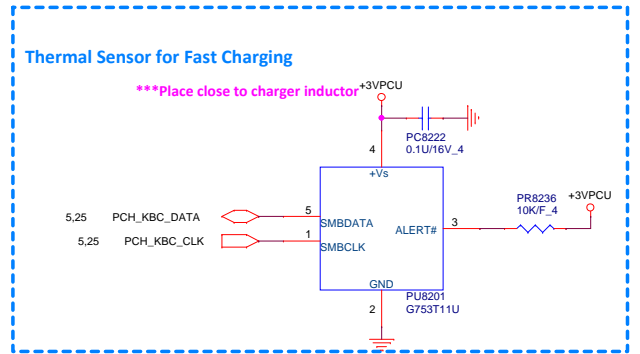 Thermal Sensor for Fast Charging
***Place close to charger inductor
+3VPCU
PC8222
0.1U/16V_4
4
+Vs
PR8236
10K/F_4
+3VPCU
5,25 PCH_KBC_DATA
5
SMBDATA
ALERT#
3
5,25 PCH_KBC_CLK
1
SMBCLK
GND
2
PU8201
G753T11U